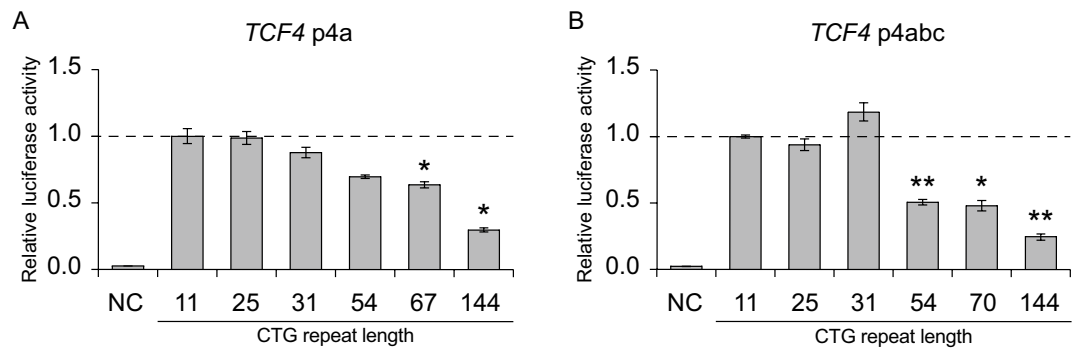 A
TCF4 p4a
Relative luciferase activity
1.5
1.0
0.5
0.0
*
*
NC 11 25 31 54 67 144
CTG repeat length
B
TCF4 p4abc
Relative luciferase activity
1.5
1.0
0.5
0.0
**
*
**
NC 11 25 31 54 70 144
CTG repeat length